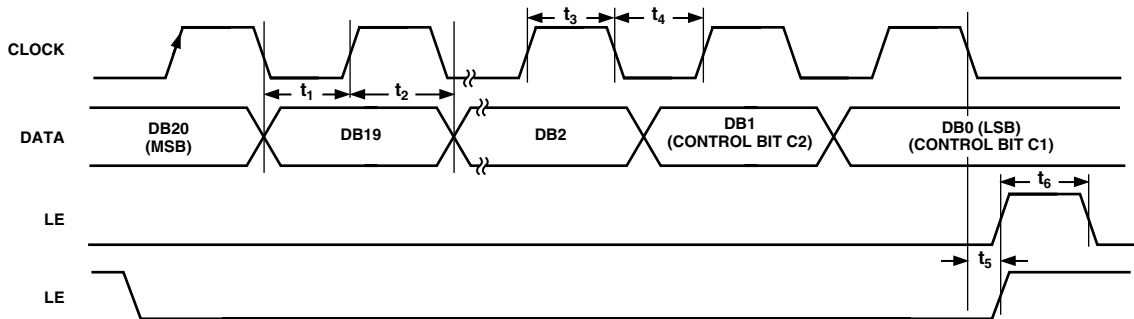 CLOCK
t3
t4
t1
t2
DATA
DB20
(MSB)
DB19
DB2
DB1
(CONTROL BIT C2)
DB0 (LSB)
(CONTROL BIT C1)
LE
t6
t5
LE